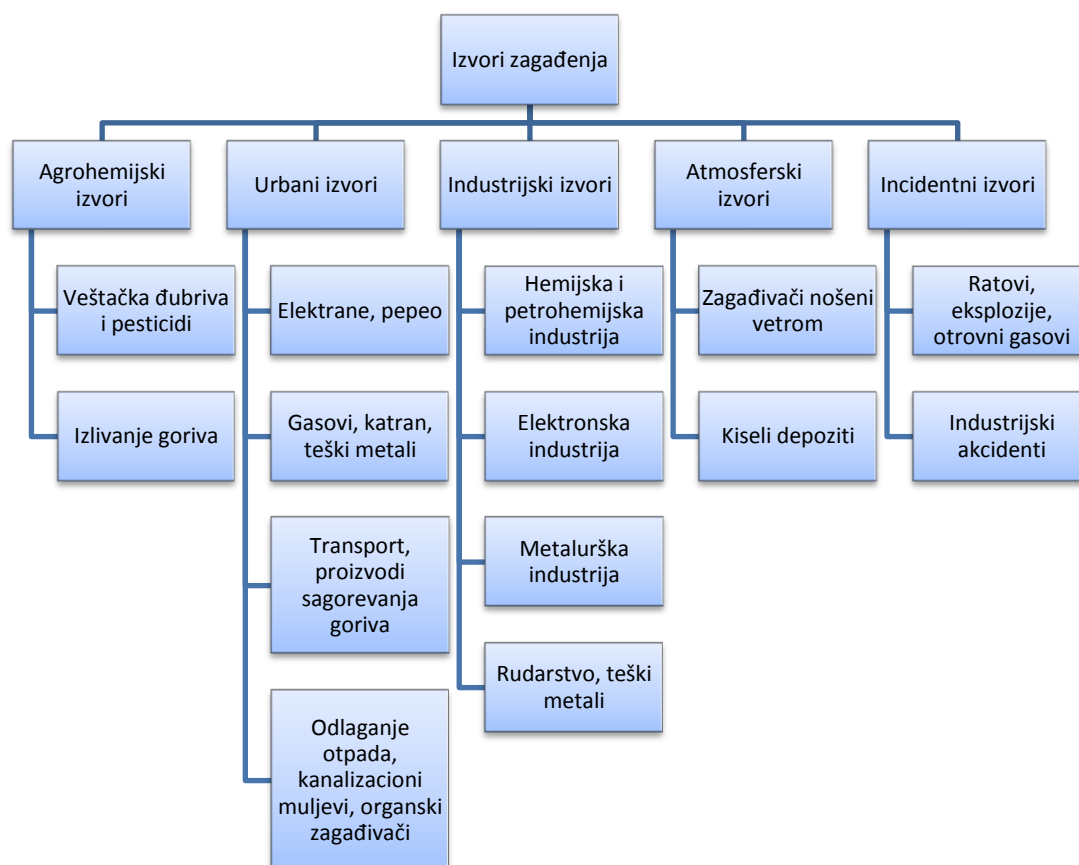 Izvori zagađenja
Agrohemijski
izvori
Urbani izvori
Industrijski izvori
Atmosferski
izvori
Incidentni izvori
Veštačka đubriva
i pesticidi
Izlivanje goriva
Elektrane, pepeo
Gasovi, katran,
teški metali
Transport,
proizvodi
sagorevanja
goriva
Odlaganje
otpada,
kanalizacioni
muljevi, organski
zagađivači
Hemijska i
petrohemijska
industrija
Elektronska
industrija
Metalurška
industrija
Rudarstvo, teški
metali
Zagađivači nošeni
vetrom
Kiseli depoziti
Ratovi,
eksplozije,
otrovni gasovi
Industrijski
akcidenti